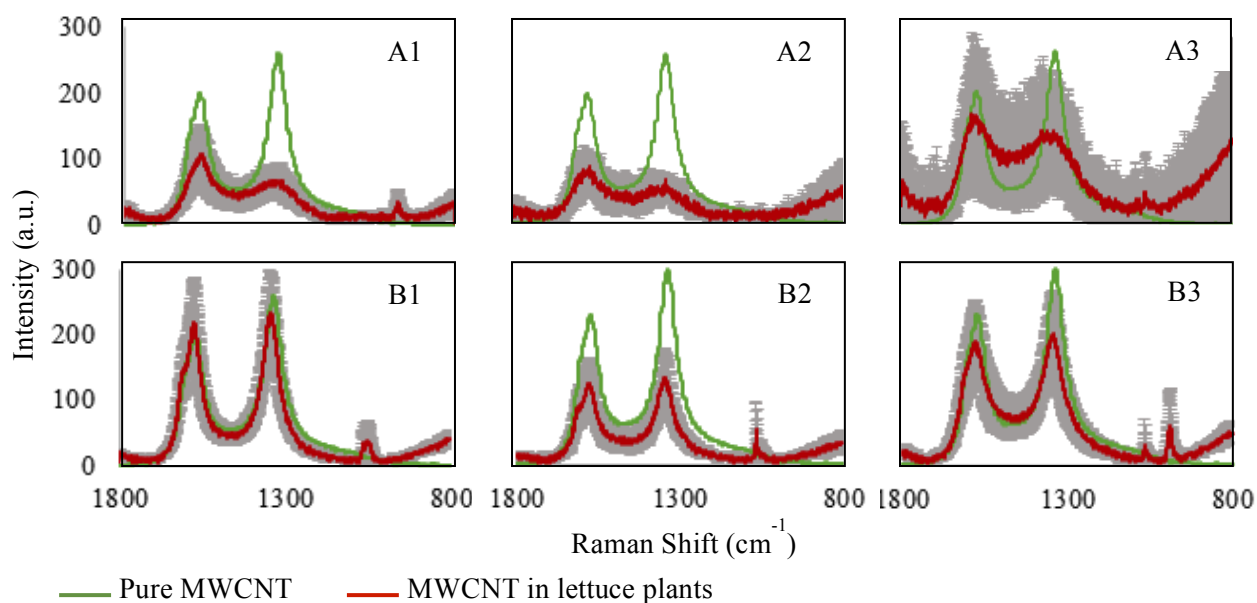 300
200
100
0
A1
A2
A3
Intensity (a.u.)
300
200
100
0
B1
B2
B3
1800 1300 800
1800 1300 800
1800 1300 800
Raman Shift (cm⁻¹)
Pure MWCNT MWCNT in lettuce plants